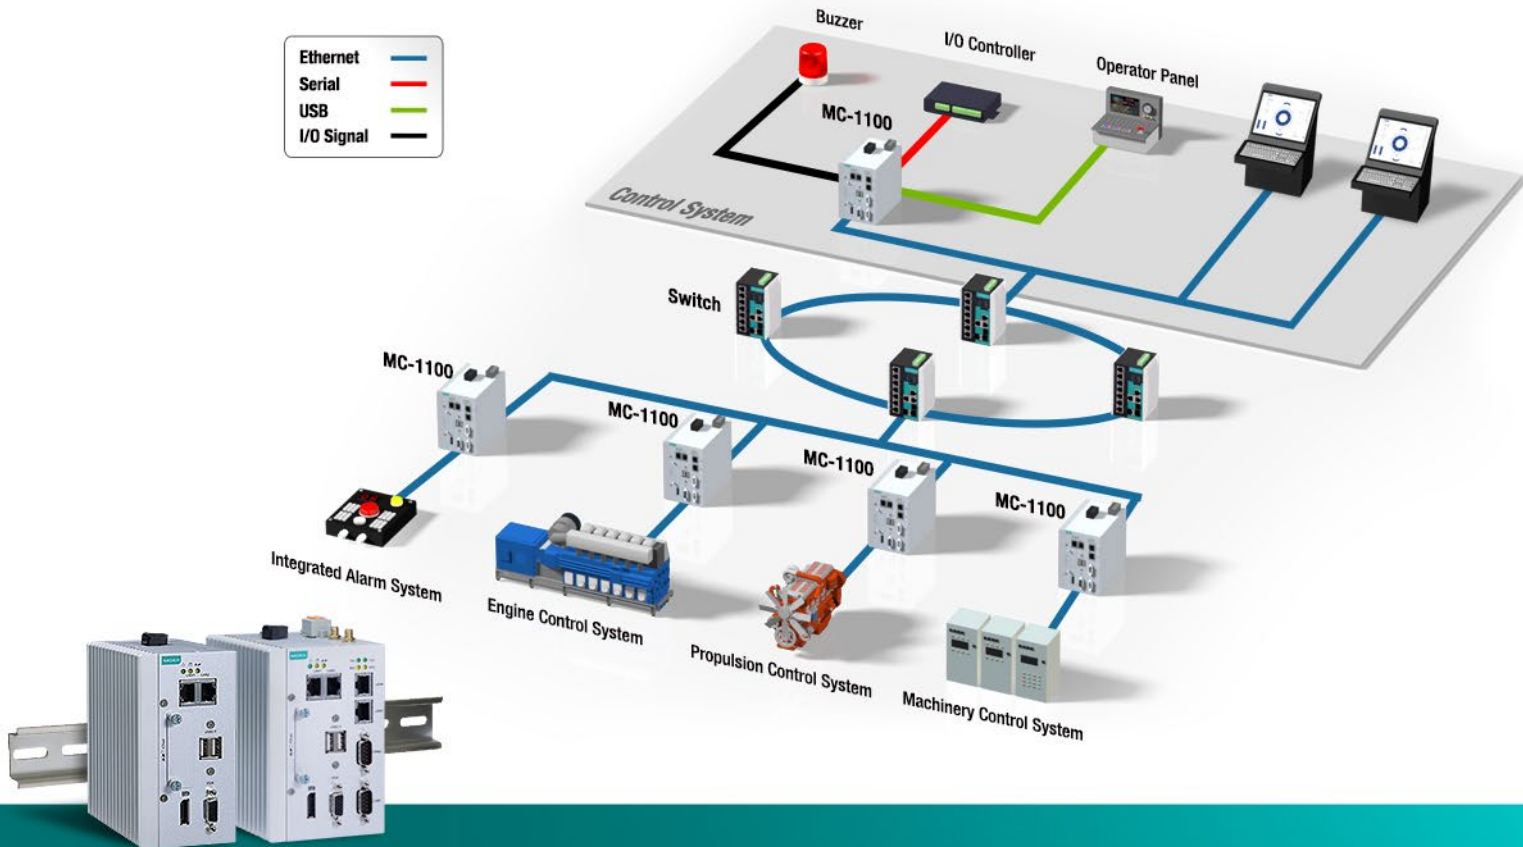 Buzzer
I/O Controller
Operator Panel
Ethernet
Serial
USB
I/O Signal
MC-1100
Control System
Switch
MC-1100
MC-1100
MC-1100
MC-1100
Integrated Alarm System
Engine Control System
Propulsion Control System
Machinery Control System
MOXA